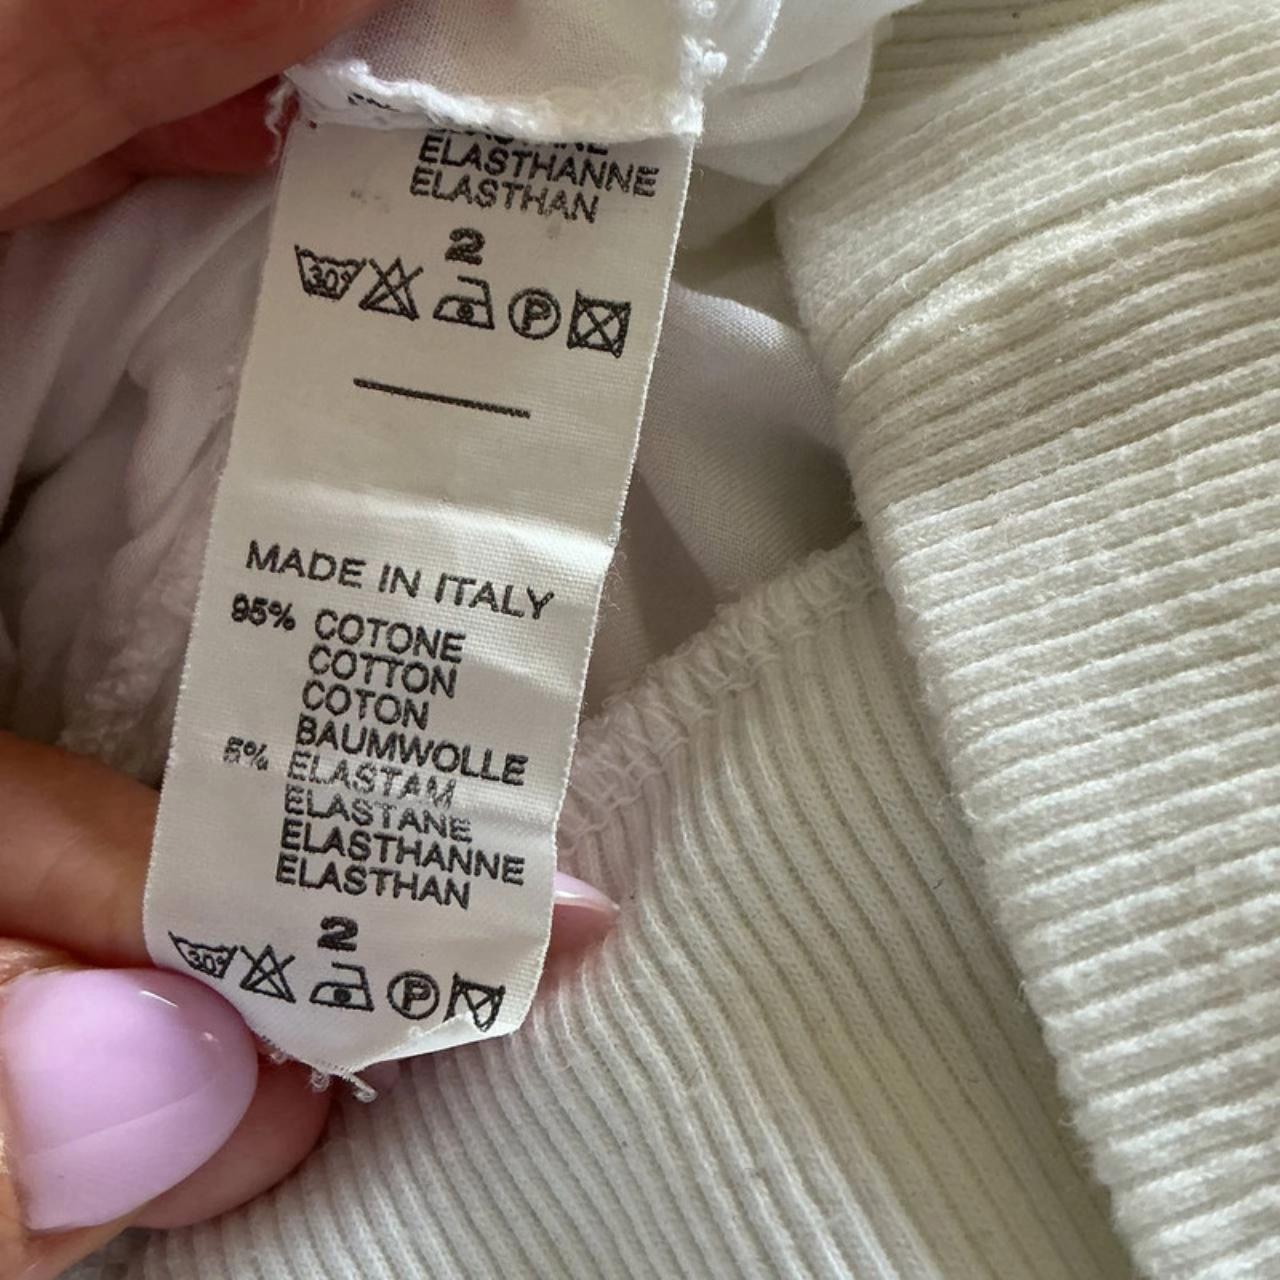 ELASTHANNE
ELASTHAN
2
30°
P
MADE IN ITALY
95% COTONE
COTTON
COTON
BAUMWOLLE
5% ELASTAM
ELASTANE
ELASTHANNE
ELASTHAN
2
30°
P